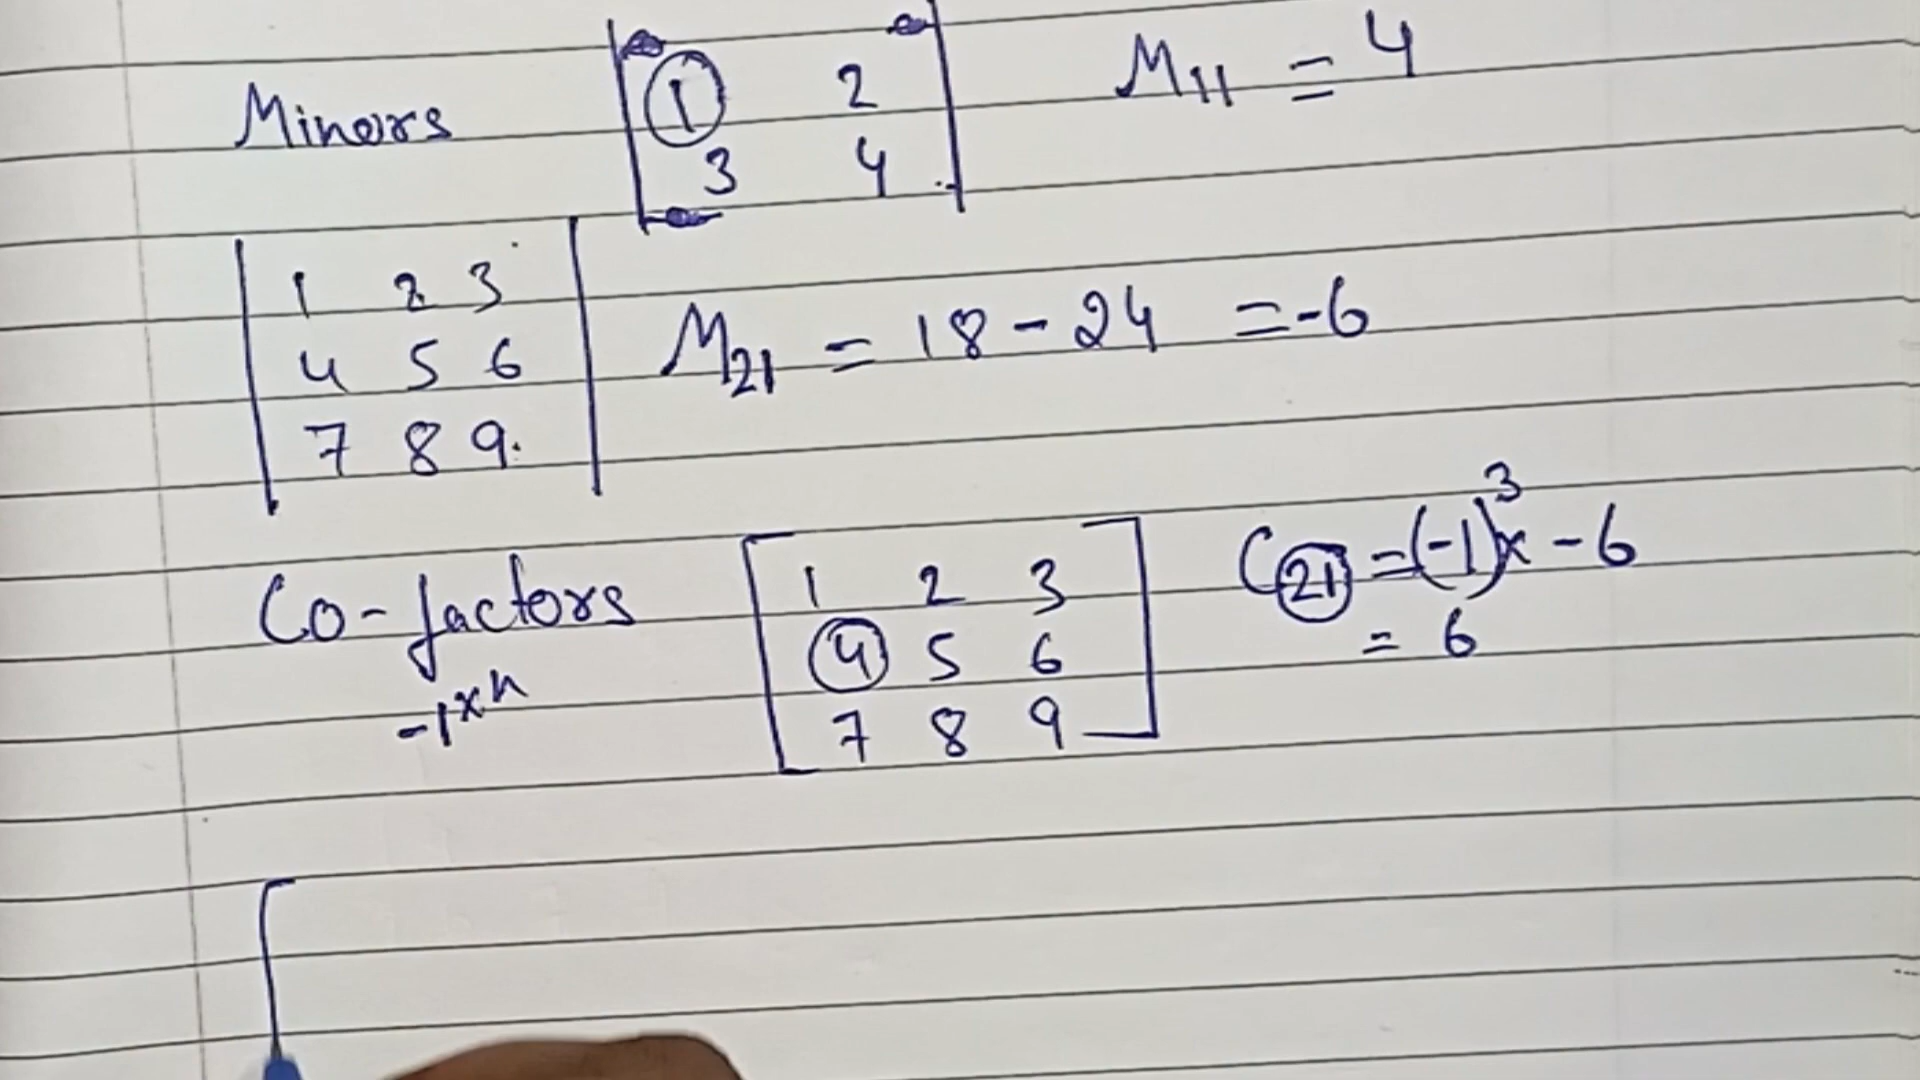 Minors | 1 2 | M11 = 4
| 3 4 |
| 1 2 3 |
| 4 5 6 | M21 = 18 - 24 = -6
| 7 8 9 |
Co-factors [ 1 2 3 ] C21 = (-1)^3 x - 6
[ 4 5 6 ] = 6
-1^xn [ 7 8 9 ]